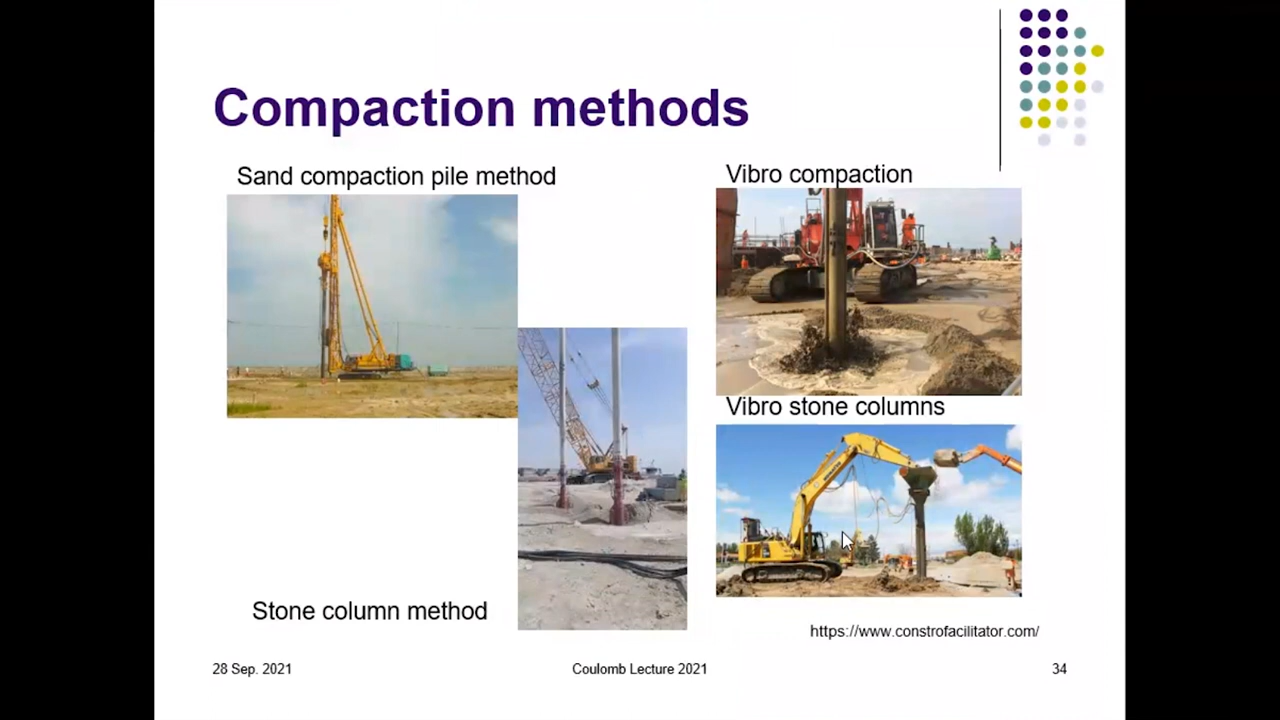 Compaction methods
Sand compaction pile method
Vibro compaction
Vibro stone columns
Stone column method
https://www.constrofacilitator.com/
28 Sep. 2021
Coulomb Lecture 2021
34